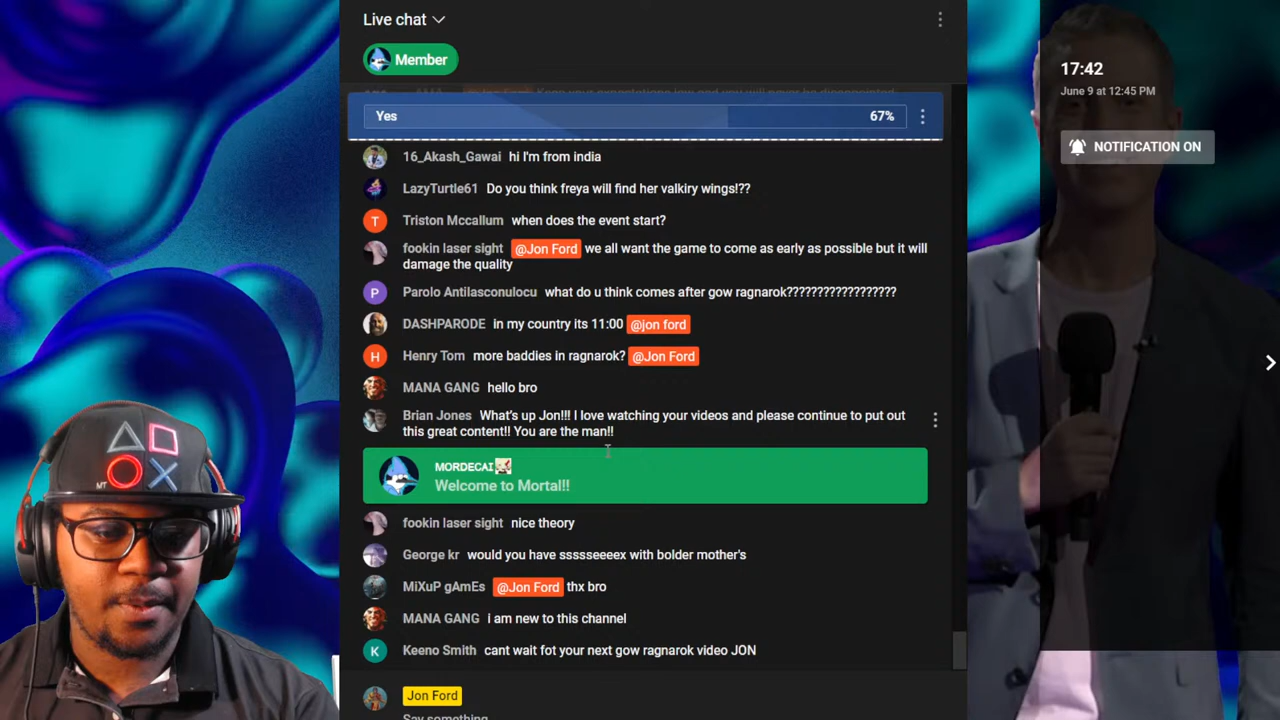 Live chat
Member
Yes 67%
16_Akash_Gawai hi I'm from india
LazyTurtle61 Do you think freya will find her valkiry wings!??
Triston Mccallum when does the event start?
fookin laser sight @Jon Ford we all want the game to come as early as possible but it will
damage the quality
P Parolo Antilasconulocu what do u think comes after gow ragnarok??????????????????
DASHPARODE in my country its 11:00 @jon ford
H Henry Tom more baddies in ragnarok? @Jon Ford
MANA GANG hello bro
Brian Jones What's up Jon!!! I love watching your videos and please continue to put out
this great content!! You are the man!!
MORDECAI
Welcome to Mortal!!
fookin laser sight nice theory
George kr would you have ssssseeeex with bolder mother's
MiXuP gAmEs @Jon Ford thx bro
MANA GANG i am new to this channel
K Keeno Smith cant wait fot your next gow ragnarok video JON
Jon Ford
Say something
17:42
June 9 at 12:45 PM
NOTIFICATION ON
MT